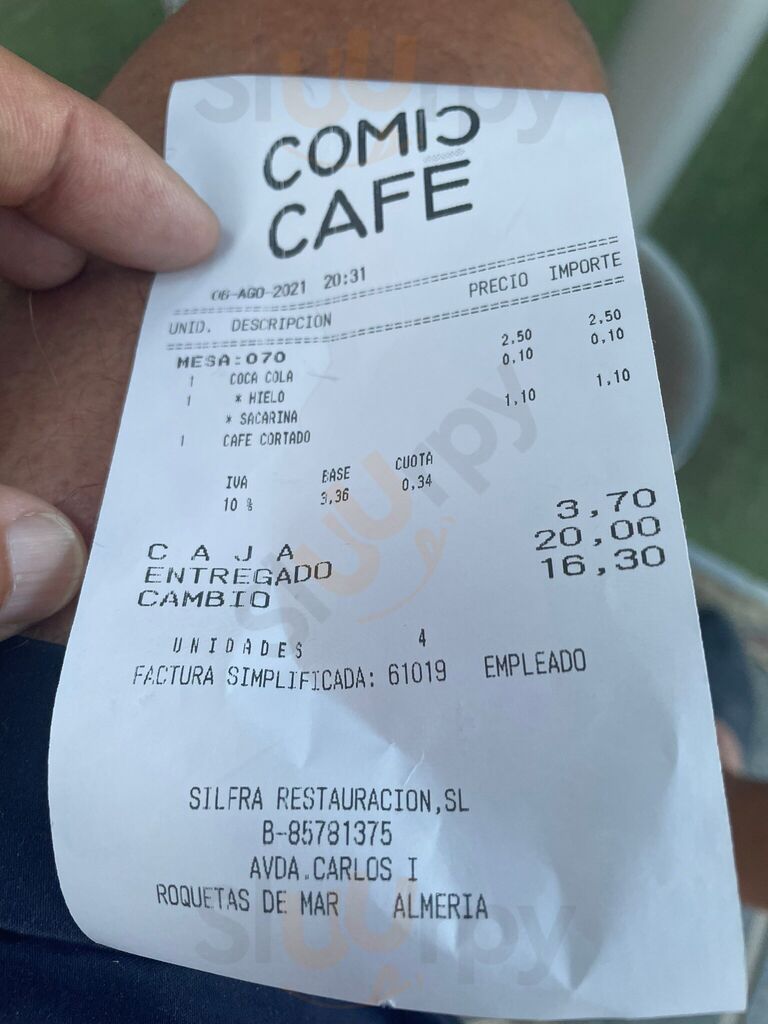 COMIC
CAFE
06-AGO-2021 20:31
UNID. DESCRIPCION PRECIO IMPORTE
MESA:070
1 COCA COLA 2,50 2,50
1 * HIELO 0,10 0,10
* SACARINA
1 CAFE CORTADO 1,10 1,10
IVA BASE CUOTA
10 % 3,36 0,34
C A J A 3,70
ENTREGADO 20,00
CAMBIO 16,30
UNIDADES 4
FACTURA SIMPLIFICADA: 61019 EMPLEADO
SILFRA RESTAURACION,SL
B-85781375
AVDA.CARLOS I
ROQUETAS DE MAR ALMERIA
sluurpy
sluurpy
sluurpy